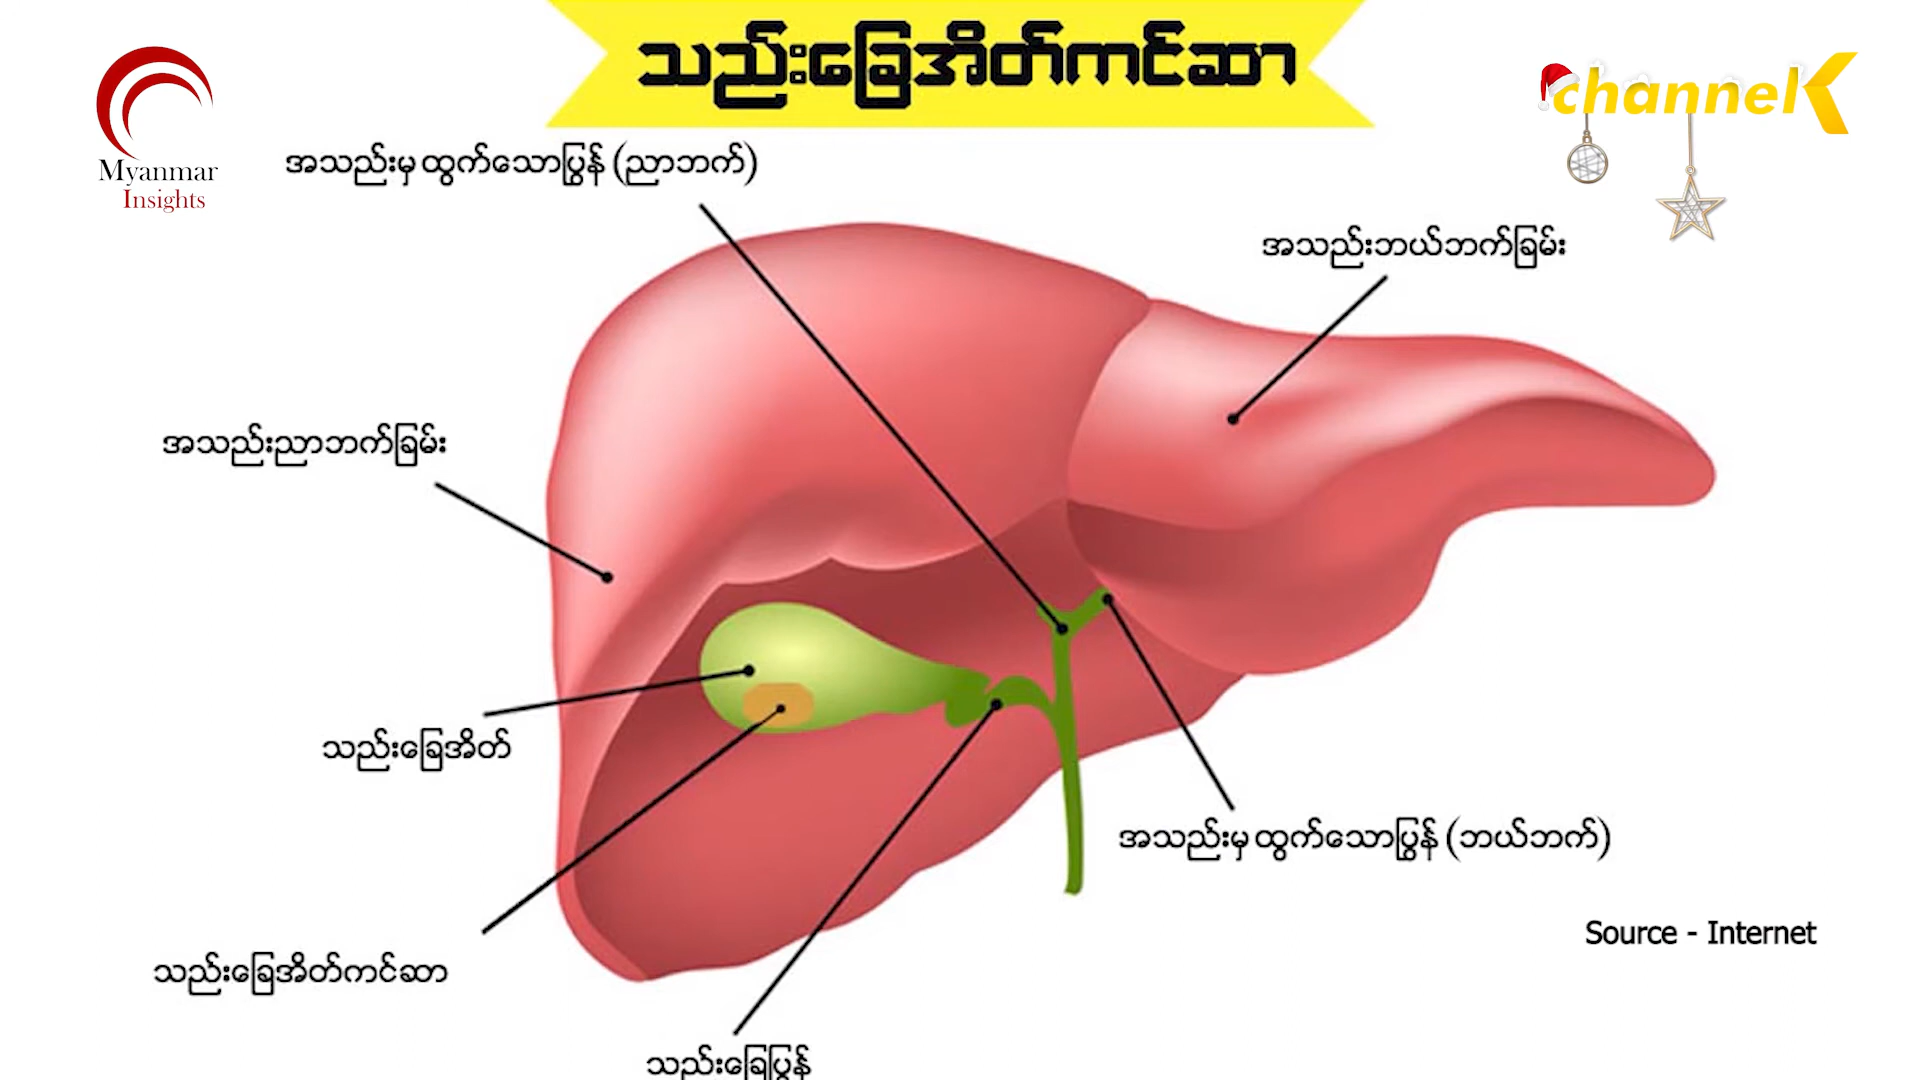 သည်းခြေအိတ်ကင်ဆာ
Myanmar
Insights
channelK
အသည်းမှထွက်သောပြွန် (ညာဘက်)
အသည်းဘယ်ဘက်ခြမ်း
အသည်းညာဘက်ခြမ်း
သည်းခြေအိတ်
အသည်းမှထွက်သောပြွန် (ဘယ်ဘက်)
Source - Internet
သည်းခြေအိတ်ကင်ဆာ
သည်းခြေပြွန်